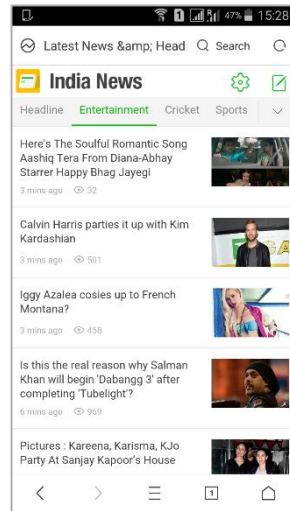 1 47% 15:28
Latest News &amp; Head Search
India News
Headline Entertainment Cricket Sports
Here's The Soulful Romantic Song
Aashiq Tera From Diana-Abhay
Starrer Happy Bhag Jayegi
3 mins ago 32
Calvin Harris parties it up with Kim
Kardashian
3 mins ago 501
Iggy Azalea cosies up to French
Montana?
3 mins ago 458
Is this the real reason why Salman
Khan will begin 'Dabangg 3' after
completing 'Tubelight'?
6 mins ago 969
Pictures : Kareena, Karisma, KJo
Party At Sanjay Kapoor's House
1